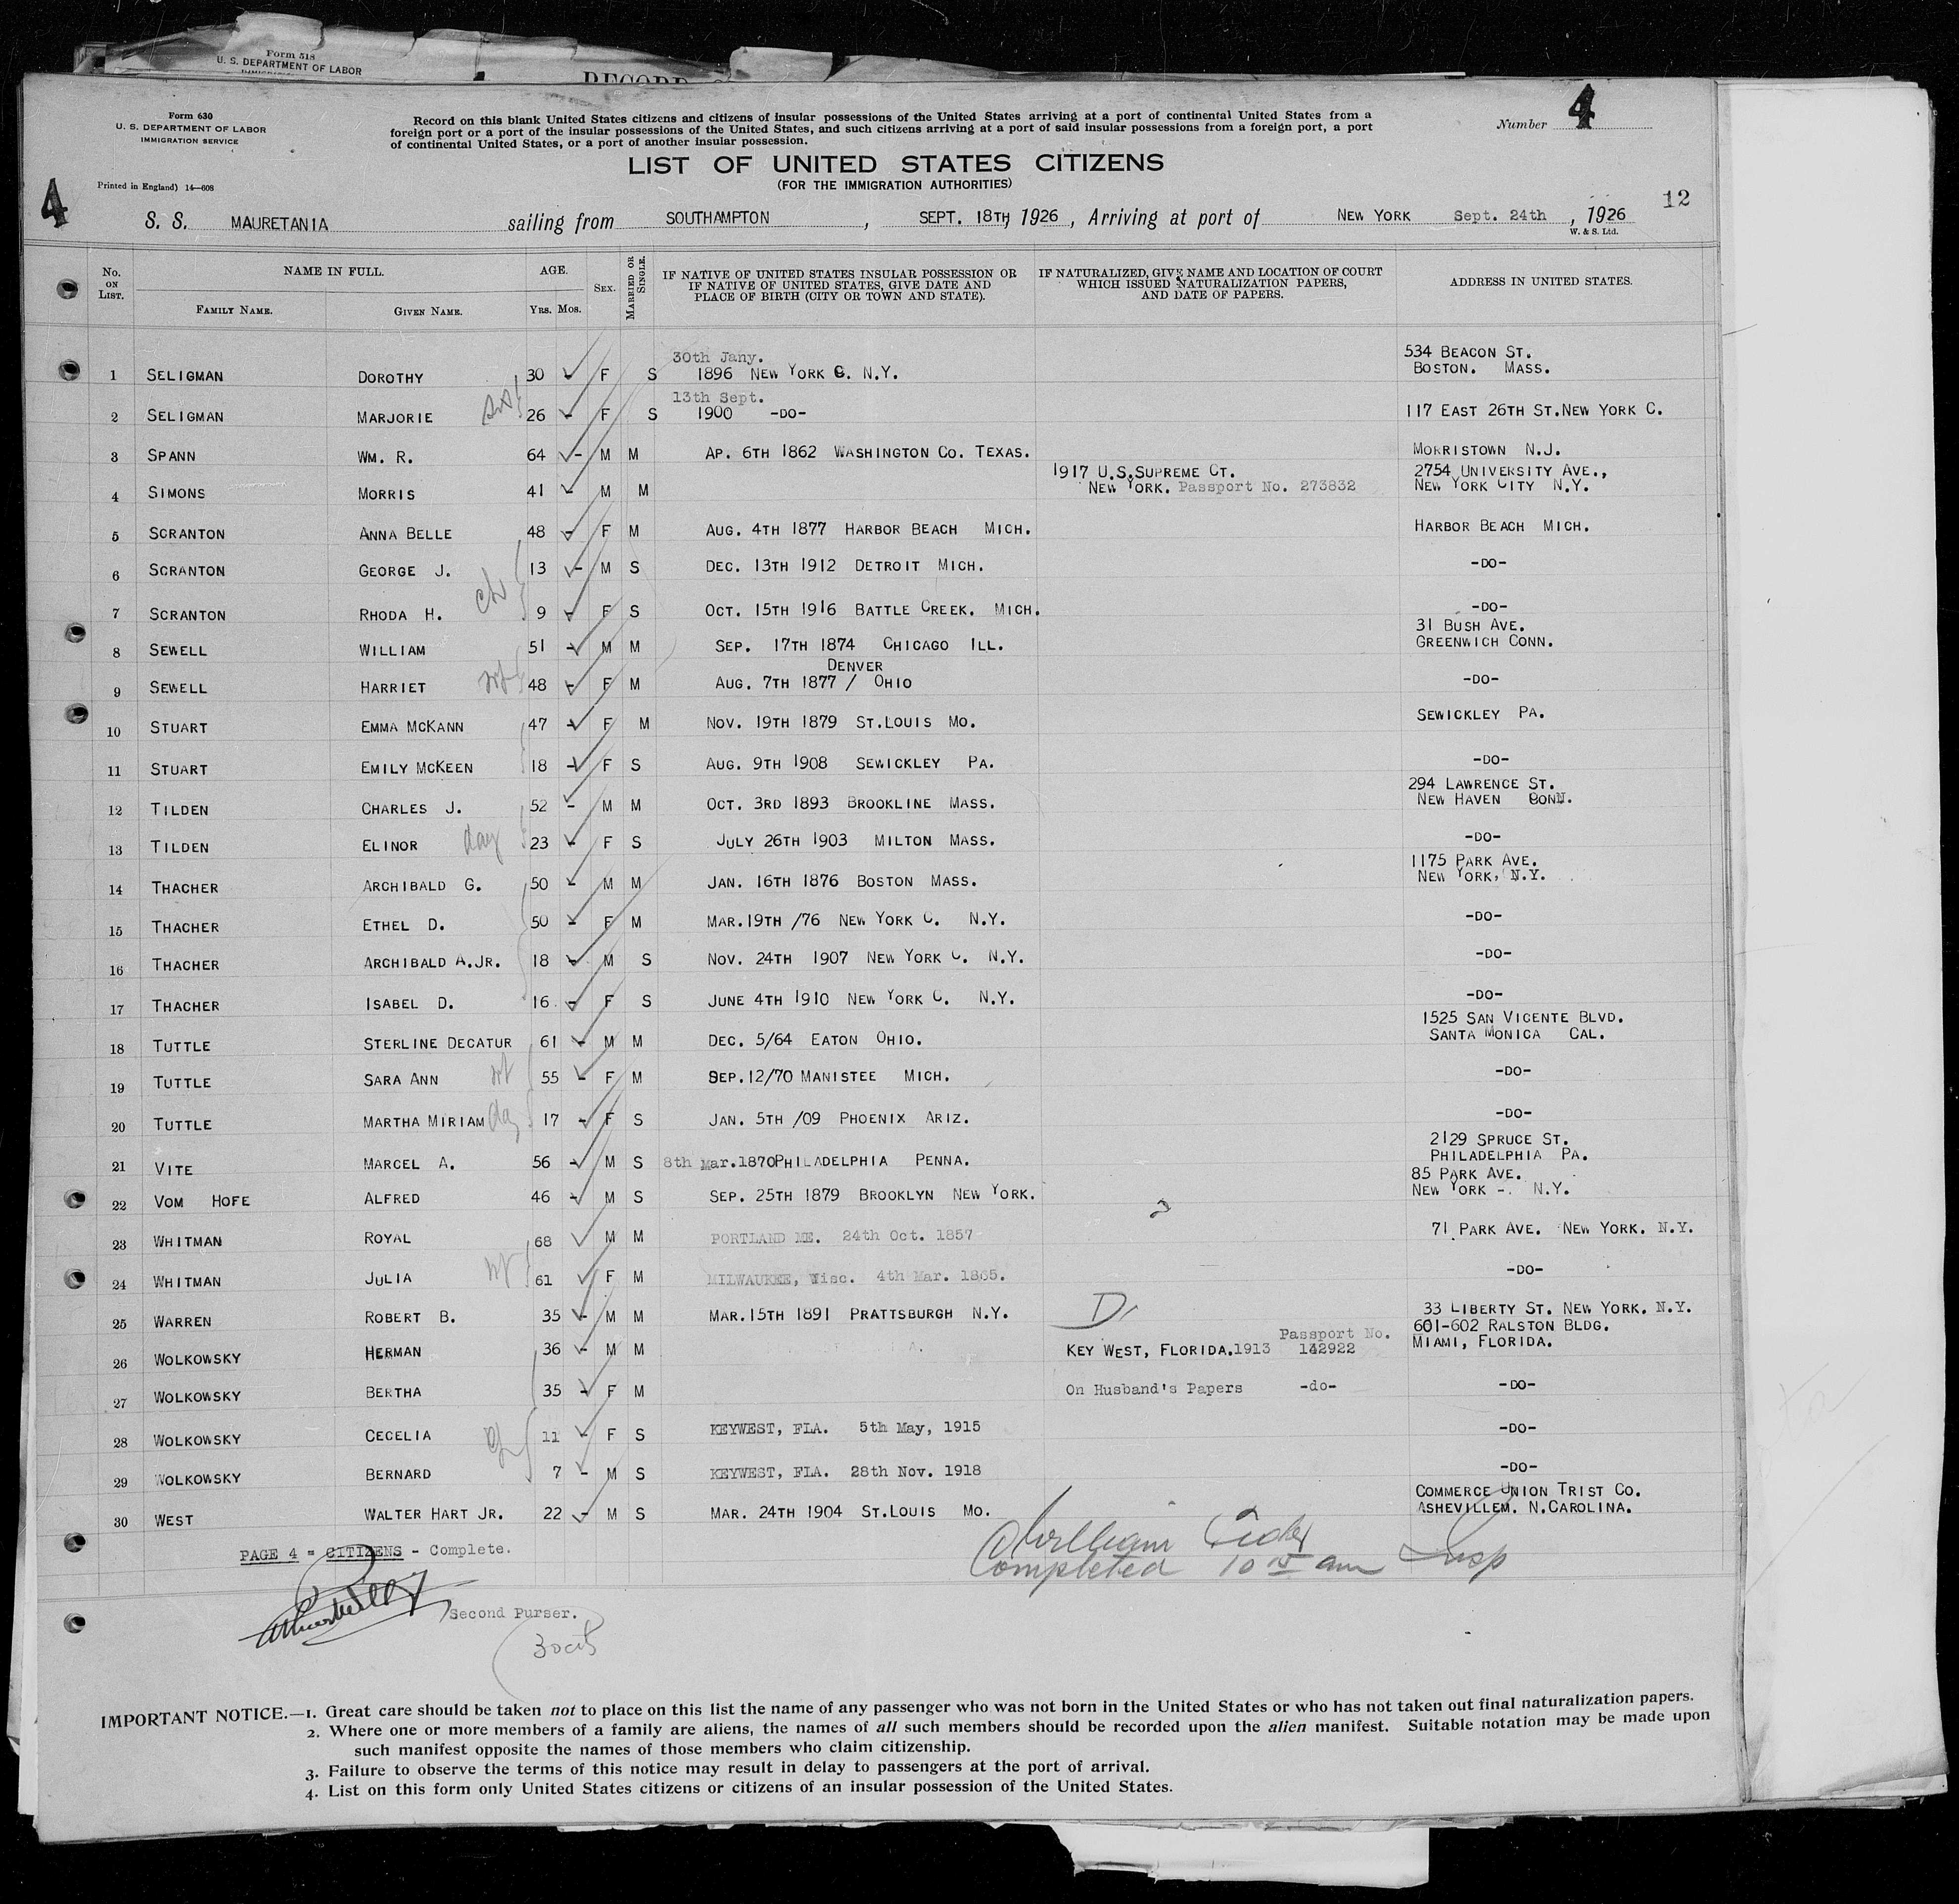 Form 518
U. S. DEPARTMENT OF LABOR
RECORD
Form 630
U. S. DEPARTMENT OF LABOR
IMMIGRATION SERVICE
Record on this blank United States citizens and citizens of insular possessions of the United States arriving at a port of continental United States from a
foreign port or a port of the insular possessions of the United States, and such citizens arriving at a port of said insular possessions from a foreign port, a port
of continental United States, or a port of another insular possession.
Number 4
LIST OF UNITED STATES CITIZENS
(FOR THE IMMIGRATION AUTHORITIES)
Printed in England) 14—608
4
12
S. S. MAURETANIA sailing from SOUTHAMPTON, SEPT. 18TH, 1926, Arriving at port of NEW YORK Sept. 24th, 1926
W. & S. Ltd.
No. ON LIST. NAME IN FULL. FAMILY NAME. GIVEN NAME. AGE. YRS. MOS. SEX. MARRIED OR SINGLE. IF NATIVE OF UNITED STATES INSULAR POSSESSION OR IF NATIVE OF UNITED STATES, GIVE DATE AND PLACE OF BIRTH (CITY OR TOWN AND STATE). IF NATURALIZED, GIVE NAME AND LOCATION OF COURT WHICH ISSUED NATURALIZATION PAPERS, AND DATE OF PAPERS. ADDRESS IN UNITED STATES.
1 SELIGMAN DOROTHY 30 F S 30th Jany. 1896 NEW YORK C. N.Y. 534 BEACON ST. BOSTON. MASS.
2 SELIGMAN MARJORIE sis 26 - F S 13th Sept. 1900 -DO- 117 EAST 26TH ST. NEW YORK C.
3 SPANN WM. R. 64 - M M AP. 6TH 1862 WASHINGTON CO. TEXAS. MORRISTOWN N.J.
4 SIMONS MORRIS 41 - M M 1917 U.S.SUPREME CT. NEW YORK. Passport No. 273832 2754 UNIVERSITY AVE., NEW YORK CITY N.Y.
5 SCRANTON ANNA BELLE 48 - F M AUG. 4TH 1877 HARBOR BEACH MICH. HARBOR BEACH MICH.
6 SCRANTON GEORGE J. 13 - M S DEC. 13TH 1912 DETROIT MICH. -DO-
7 SCRANTON RHODA H. ch 9 - F S OCT. 15TH 1916 BATTLE CREEK. MICH. -DO-
8 SEWELL WILLIAM 51 - M M SEP. 17TH 1874 CHICAGO ILL. 31 BUSH AVE. GREENWICH CONN.
9 SEWELL HARRIET wf 48 - F M AUG. 7TH 1877 / DENVER OHIO -DO-
10 STUART EMMA MCKANN 47 - F M NOV. 19TH 1879 ST.LOUIS MO. SEWICKLEY PA.
11 STUART EMILY MCKEEN 18 - F S AUG. 9TH 1908 SEWICKLEY PA. -DO-
12 TILDEN CHARLES J. 52 - M M OCT. 3RD 1893 BROOKLINE MASS. 294 LAWRENCE ST. NEW HAVEN CONN.
13 TILDEN ELINOR dau 23 - F S JULY 26TH 1903 MILTON MASS. -DO-
14 THACHER ARCHIBALD G. 50 - M M JAN. 16TH 1876 BOSTON MASS. 1175 PARK AVE. NEW YORK, N.Y.
15 THACHER ETHEL D. 50 - F M MAR.19TH /76 NEW YORK C. N.Y. -DO-
16 THACHER ARCHIBALD A.JR. 18 - M S NOV. 24TH 1907 NEW YORK C. N.Y. -DO-
17 THACHER ISABEL D. 16 - F S JUNE 4TH 1910 NEW YORK C. N.Y. -DO-
18 TUTTLE STERLINE DECATUR 61 - M M DEC. 5/64 EATON OHIO. 1525 SAN VICENTE BLVD. SANTA MONICA CAL.
19 TUTTLE SARA ANN wf 55 - F M SEP.12/70 MANISTEE MICH. -DO-
20 TUTTLE MARTHA MIRIAM da 17 - F S JAN. 5TH /09 PHOENIX ARIZ. -DO-
21 VITE MARCEL A. 56 - M S 8th Mar.1870 PHILADELPHIA PENNA. 2129 SPRUCE ST. PHILADELPHIA PA.
22 VOM HOFE ALFRED 46 - M S SEP. 25TH 1879 BROOKLYN NEW YORK. 85 PARK AVE. NEW YORK -. N.Y.
23 WHITMAN ROYAL 68 M M PORTLAND ME. 24th Oct. 1857 71 PARK AVE. NEW YORK. N.Y.
24 WHITMAN JULIA wf 61 F M MILWAUKEE, Wisc. 4th Mar. 1865. -DO-
25 WARREN ROBERT B. 35 - M M MAR.15TH 1891 PRATTSBURGH N.Y. 33 LIBERTY ST. NEW YORK. N.Y.
26 WOLKOWSKY HERMAN 36 - M M KEY WEST, FLORIDA.1913 Passport No. 142922 601-602 RALSTON BLDG. MIAMI, FLORIDA.
27 WOLKOWSKY BERTHA 35 - F M On Husband's Papers -do- -DO-
28 WOLKOWSKY CECELIA ch 11 - F S KEYWEST, FLA. 5th May, 1915 -DO-
29 WOLKOWSKY BERNARD 7 - M S KEYWEST, FLA. 28th Nov. 1918 -DO-
30 WEST WALTER HART JR. 22 - M S MAR. 24TH 1904 ST.LOUIS MO. COMMERCE UNION TRIST CO. ASHEVILLEM. N.CAROLINA.
PAGE 4 = CITIZENS - Complete.
William
Completed 10 15 am Insp
Second Purser.
30 cit
IMPORTANT NOTICE.—1. Great care should be taken not to place on this list the name of any passenger who was not born in the United States or who has not taken out final naturalization papers.
2. Where one or more members of a family are aliens, the names of all such members should be recorded upon the alien manifest. Suitable notation may be made upon
such manifest opposite the names of those members who claim citizenship.
3. Failure to observe the terms of this notice may result in delay to passengers at the port of arrival.
4. List on this form only United States citizens or citizens of an insular possession of the United States.